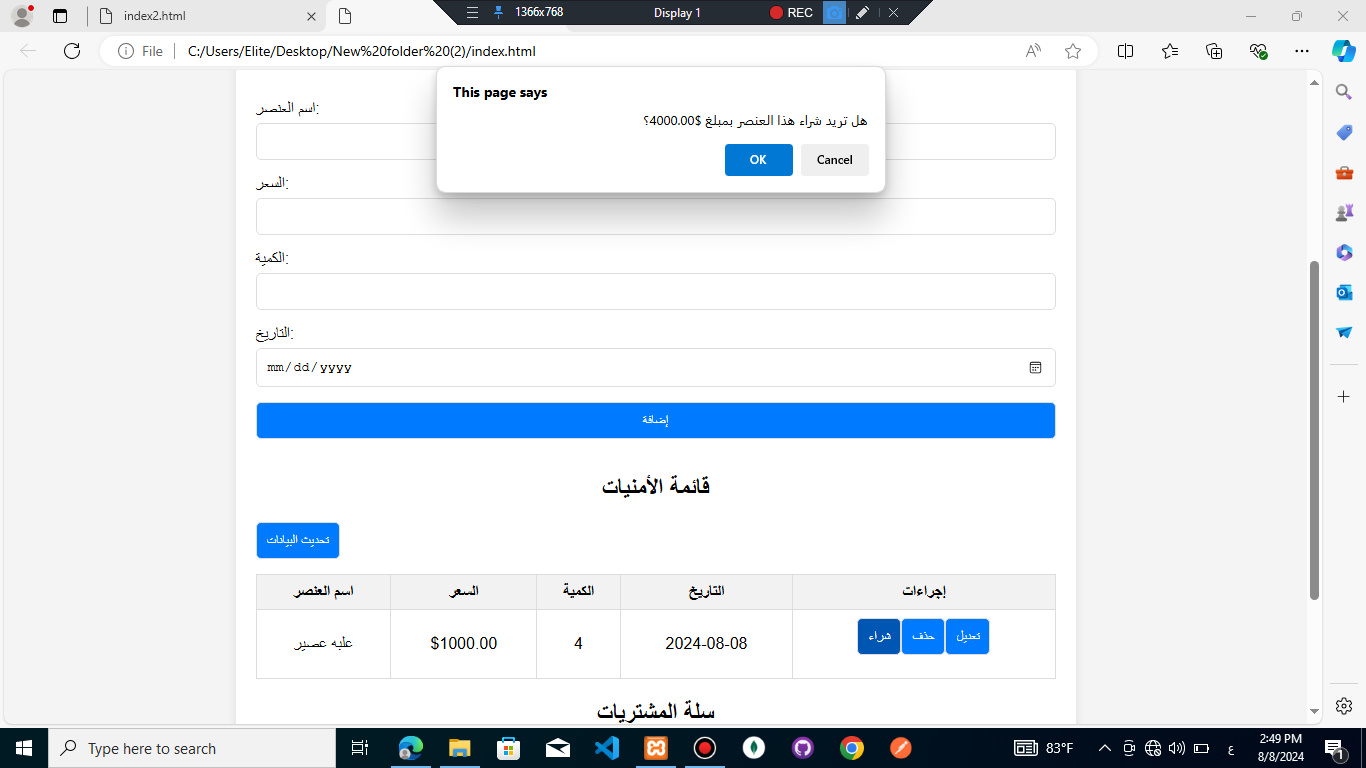 1366x768
Display 1
REC
index2.html
File
C:/Users/Elite/Desktop/New%20folder%20(2)/index.html
This page says
هل تريد شراء هذا العنصر بمبلغ $4000.00؟
OK
Cancel
اسم العنصر:
السعر:
الكمية:
التاريخ:
mm/dd/yyyy
إضافة
قائمة الأمنيات
تحديث البيانات
اسم العنصر السعر الكمية التاريخ إجراءات
علبه عصير $1000.00 4 2024-08-08 شراء حذف تعديل
سلة المشتريات
Type here to search
83°F
ع
2:49 PM
8/8/2024
1